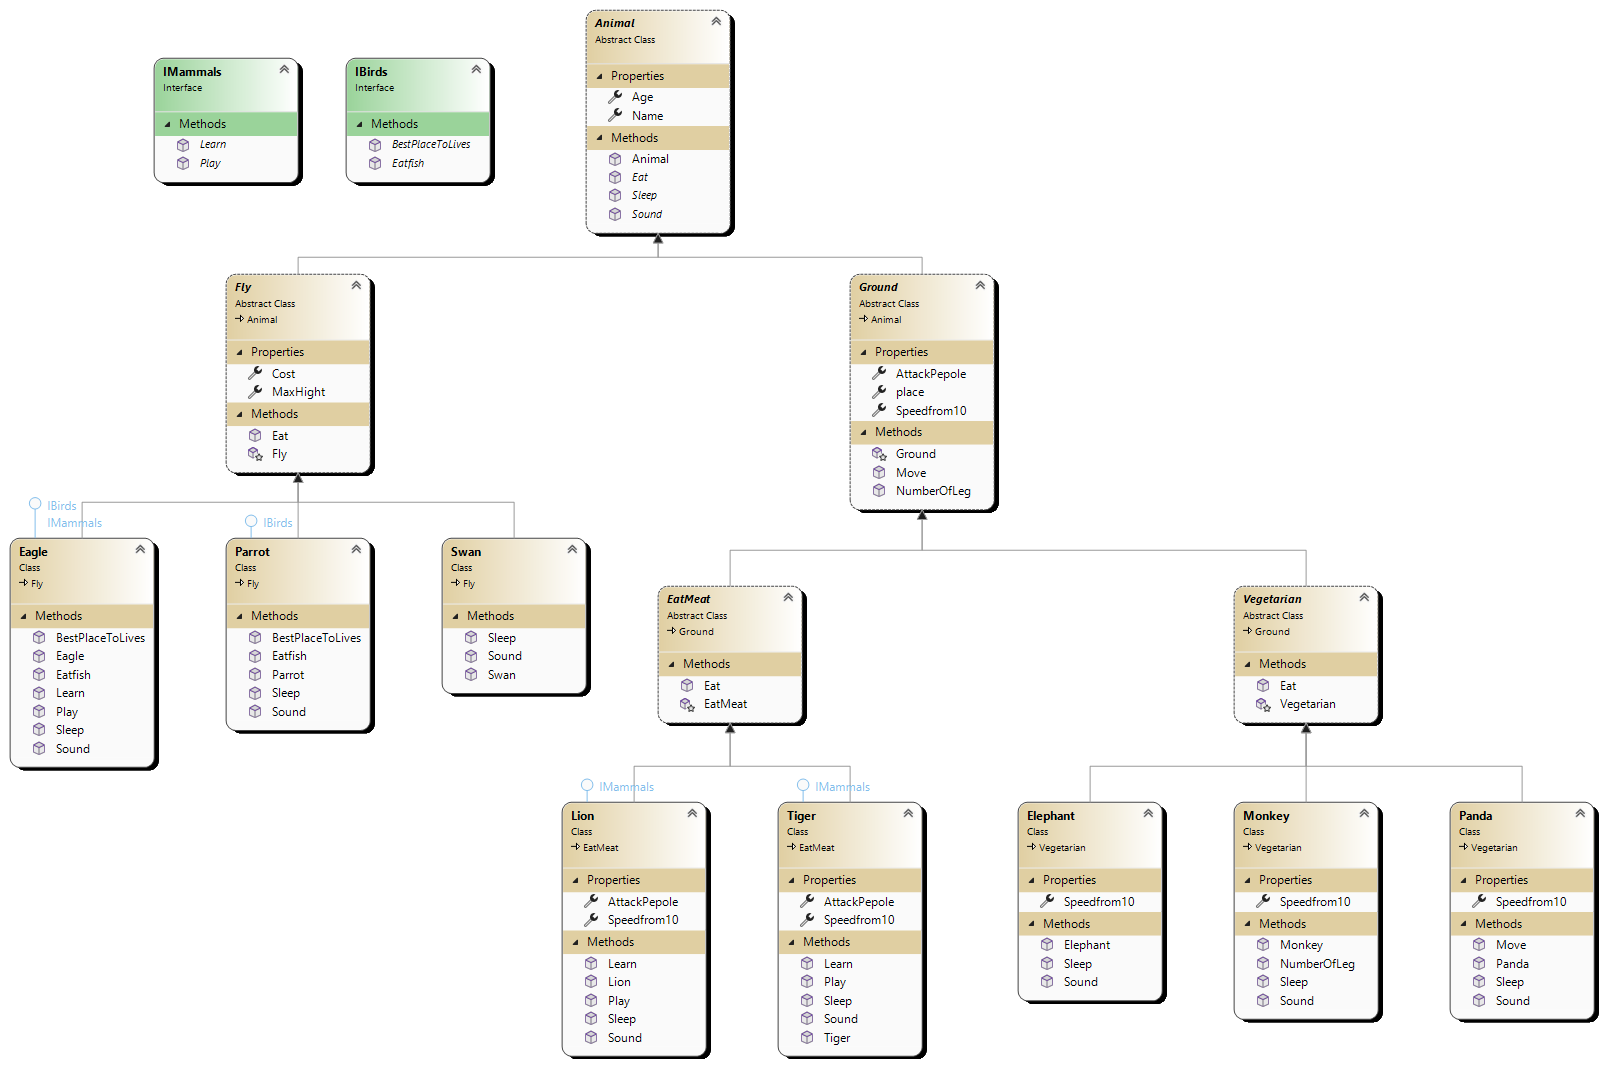 Animal
Abstract Class
Properties
Age
Name
Methods
Animal
Eat
Sleep
Sound
IMammals
Interface
Methods
Learn
Play
IBirds
Interface
Methods
BestPlaceToLives
Eatfish
Fly
Abstract Class
Animal
Properties
Cost
MaxHight
Methods
Eat
Fly
Ground
Abstract Class
Animal
Properties
AttackPepole
place
Speedfrom10
Methods
Ground
Move
NumberOfLeg
IBirds
IMammals
Eagle
Class
Fly
Methods
BestPlaceToLives
Eagle
Eatfish
Learn
Play
Sleep
Sound
IBirds
Parrot
Class
Fly
Methods
BestPlaceToLives
Eatfish
Parrot
Sleep
Sound
Swan
Class
Fly
Methods
Sleep
Sound
Swan
EatMeat
Abstract Class
Ground
Methods
Eat
EatMeat
Vegetarian
Abstract Class
Ground
Methods
Eat
Vegetarian
IMammals
Lion
Class
EatMeat
Properties
AttackPepole
Speedfrom10
Methods
Learn
Lion
Play
Sleep
Sound
IMammals
Tiger
Class
EatMeat
Properties
AttackPepole
Speedfrom10
Methods
Learn
Play
Sleep
Sound
Tiger
Elephant
Class
Vegetarian
Properties
Speedfrom10
Methods
Elephant
Sleep
Sound
Monkey
Class
Vegetarian
Properties
Speedfrom10
Methods
Monkey
NumberOfLeg
Sleep
Sound
Panda
Class
Vegetarian
Properties
Speedfrom10
Methods
Move
Panda
Sleep
Sound